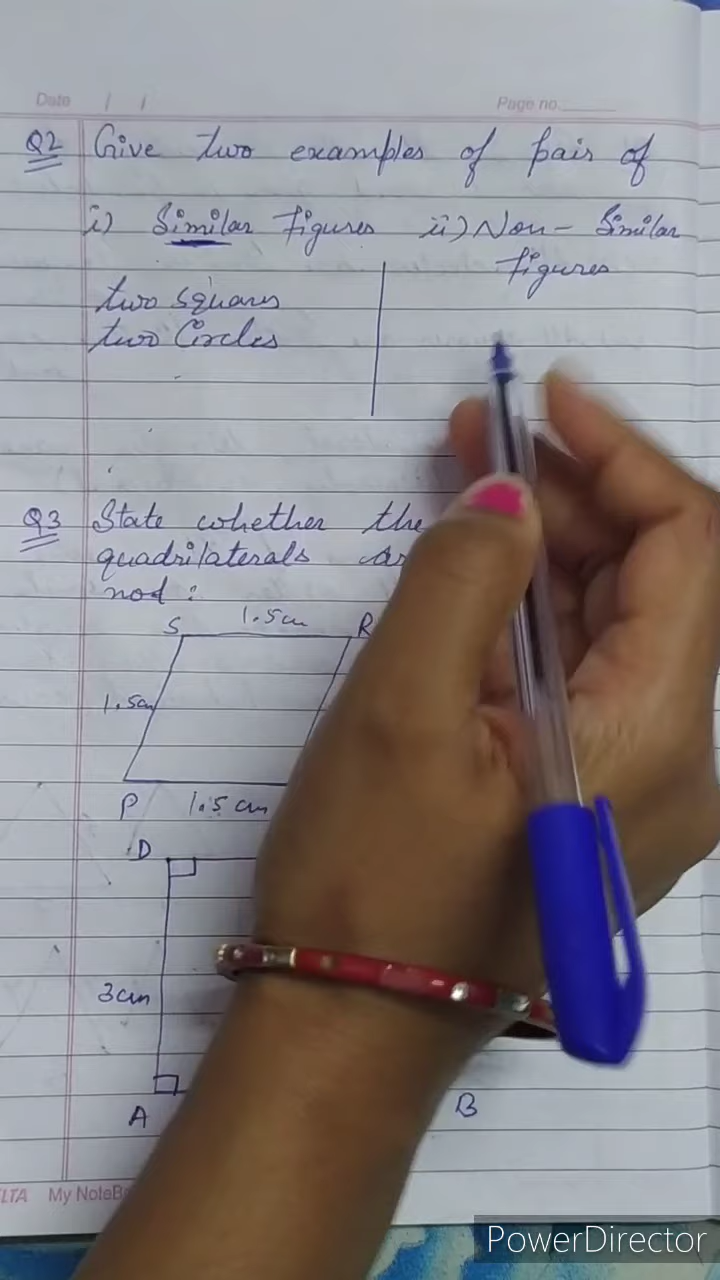 Date / / Page no.
Q2 Give two examples of pair of
i) Similar figures ii) Non- Similar
figures
two squares
two Circles
Q3 State whether the
quadrilaterals
not :
S 1.5cm R
1.5cm
P 1.5 cm
D
3cm
A B
My NoteB
PowerDirector